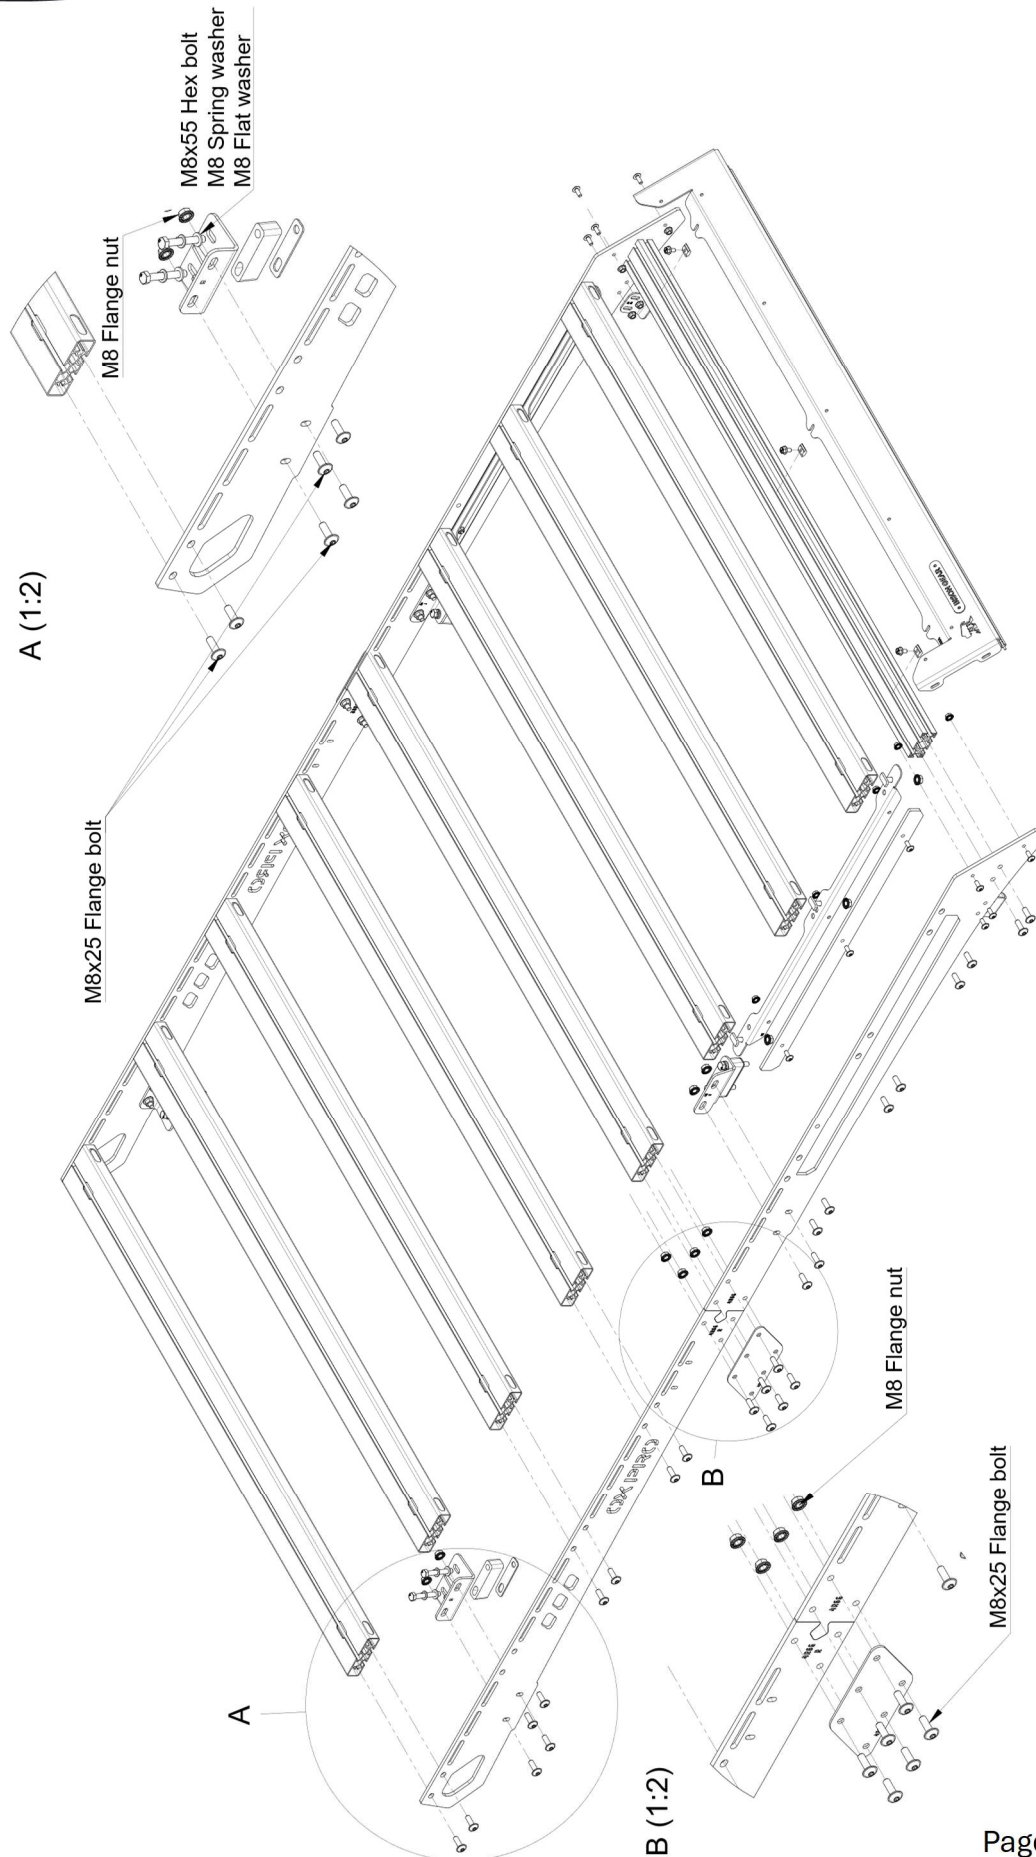 A (1:2)
M8x25 Flange bolt
M8 Flange nut
M8x55 Hex bolt
M8 Spring washer
M8 Flat washer
A
B
B (1:2)
M8 Flange nut
M8x25 Flange bolt
Page